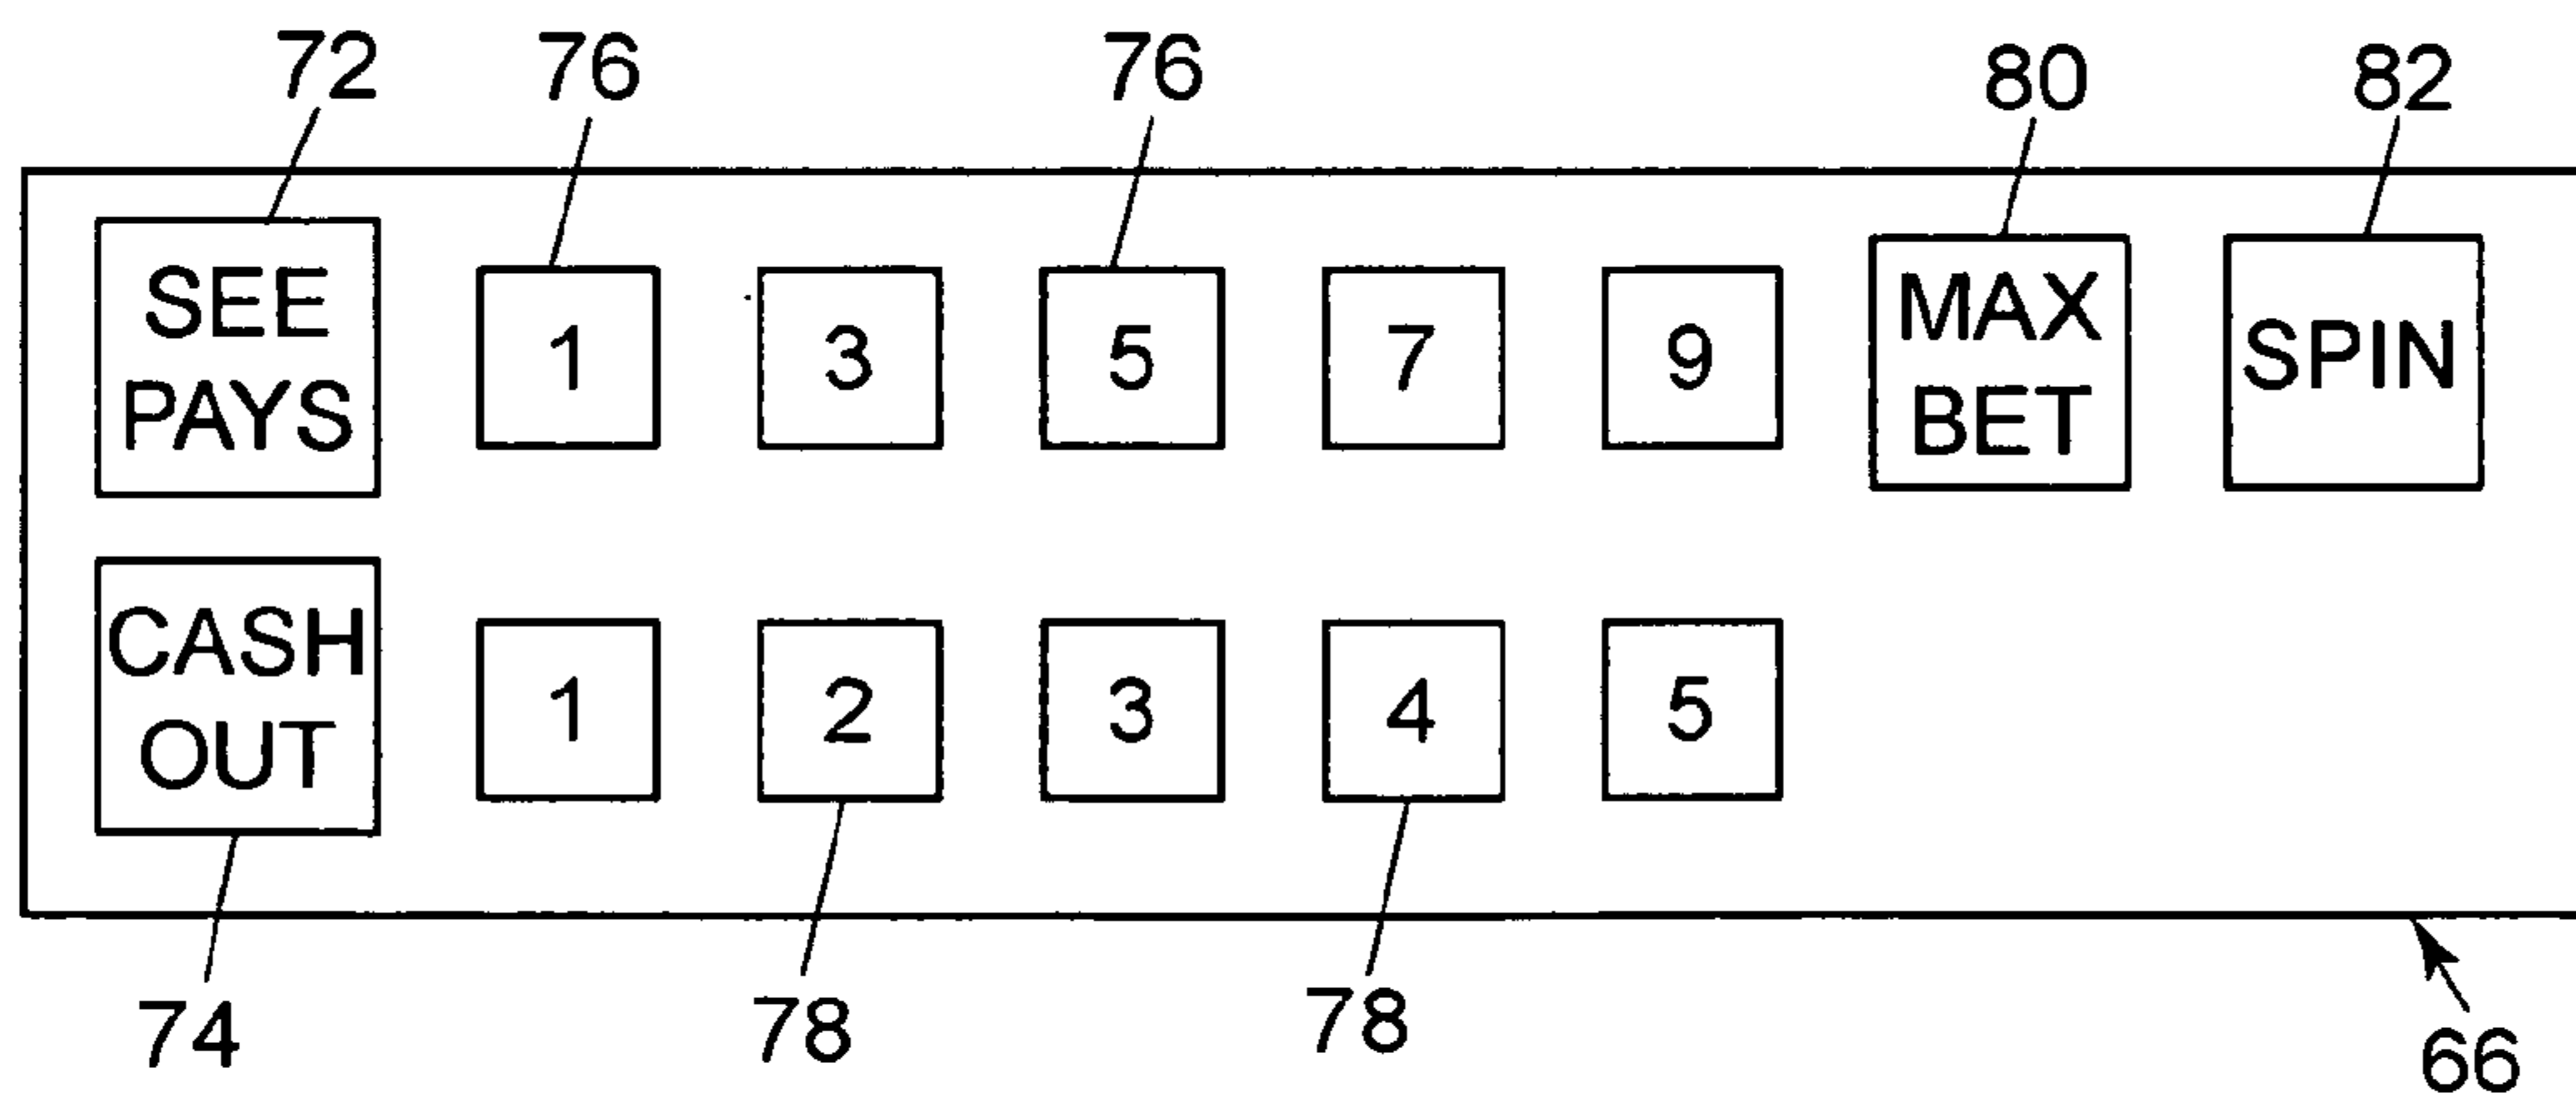 72 76 76 80 82
SEE PAYS
1 3 5 7 9
MAX BET
SPIN
CASH OUT
1 2 3 4 5
74 78 78 66